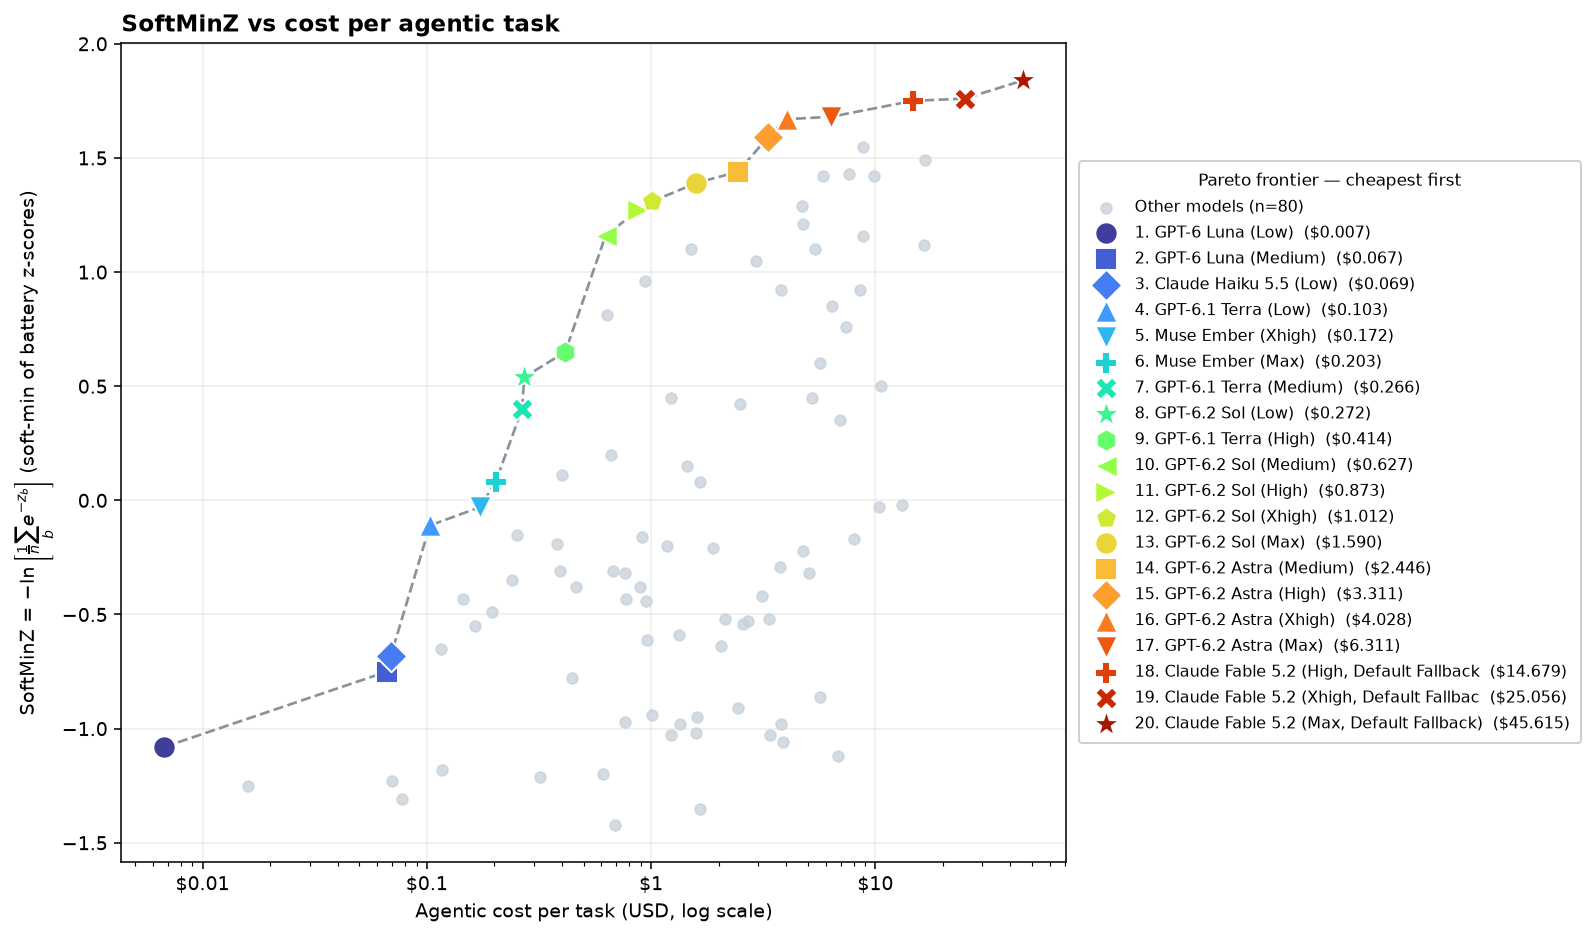 SoftMinZ vs cost per agentic task
SoftMinZ = −ln [1/n ∑_b e^{−z_b}] (soft-min of battery z-scores)
2.0
1.5
1.0
0.5
0.0
−0.5
−1.0
−1.5
$0.01
$0.1
$1
$10
Agentic cost per task (USD, log scale)
Pareto frontier — cheapest first
Other models (n=80)
1. GPT-6 Luna (Low) ($0.007)
2. GPT-6 Luna (Medium) ($0.067)
3. Claude Haiku 5.5 (Low) ($0.069)
4. GPT-6.1 Terra (Low) ($0.103)
5. Muse Ember (Xhigh) ($0.172)
6. Muse Ember (Max) ($0.203)
7. GPT-6.1 Terra (Medium) ($0.266)
8. GPT-6.2 Sol (Low) ($0.272)
9. GPT-6.1 Terra (High) ($0.414)
10. GPT-6.2 Sol (Medium) ($0.627)
11. GPT-6.2 Sol (High) ($0.873)
12. GPT-6.2 Sol (Xhigh) ($1.012)
13. GPT-6.2 Sol (Max) ($1.590)
14. GPT-6.2 Astra (Medium) ($2.446)
15. GPT-6.2 Astra (High) ($3.311)
16. GPT-6.2 Astra (Xhigh) ($4.028)
17. GPT-6.2 Astra (Max) ($6.311)
18. Claude Fable 5.2 (High, Default Fallback ($14.679)
19. Claude Fable 5.2 (Xhigh, Default Fallbac ($25.056)
20. Claude Fable 5.2 (Max, Default Fallback) ($45.615)